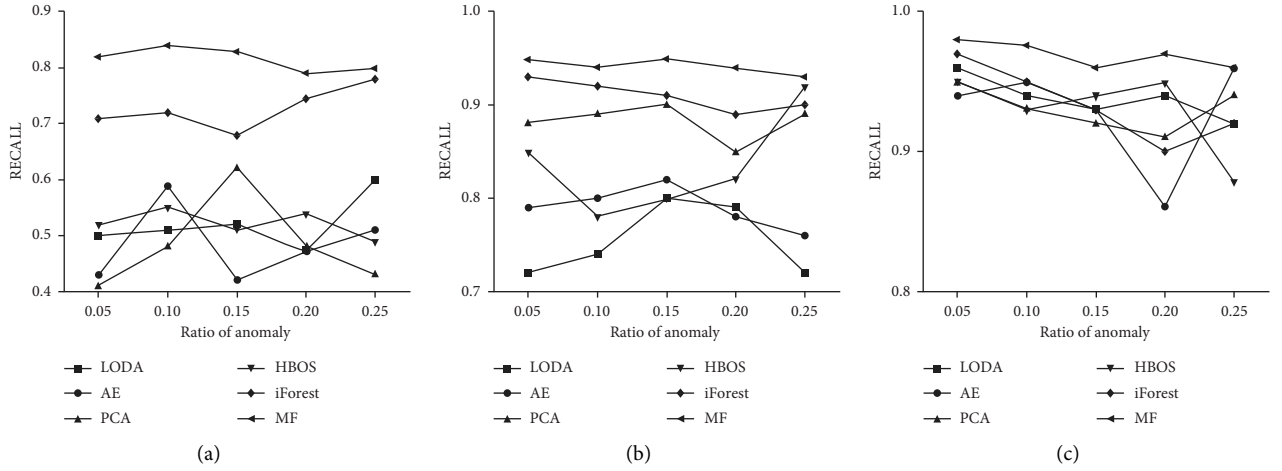 0.9
0.8
0.7
0.6
0.5
0.4
RECALL
0.05 0.10 0.15 0.20 0.25
Ratio of anomaly
LODA HBOS
AE iForest
PCA MF
(a)
1.0
0.9
0.8
0.7
RECALL
0.05 0.10 0.15 0.20 0.25
Ratio of anomaly
LODA HBOS
AE iForest
PCA MF
(b)
1.0
0.9
0.8
RECALL
0.05 0.10 0.15 0.20 0.25
Ratio of anomaly
LODA HBOS
AE iForest
PCA MF
(c)